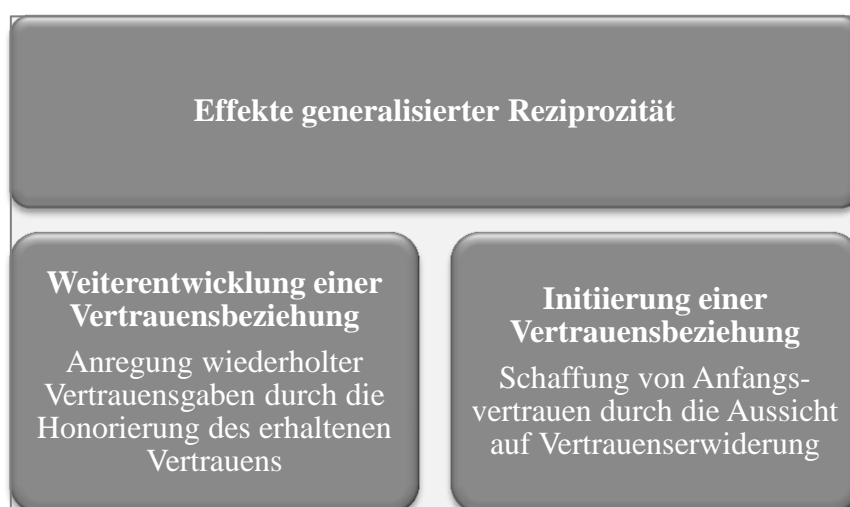 Effekte generalisierter Reziprozität
Weiterentwicklung einer
Vertrauensbeziehung
Anregung wiederholter
Vertrauensgaben durch die
Honorierung des erhaltenen
Vertrauens
Initiierung einer
Vertrauensbeziehung
Schaffung von Anfangs-
vertrauen durch die Aussicht
auf Vertrauenserwiderung